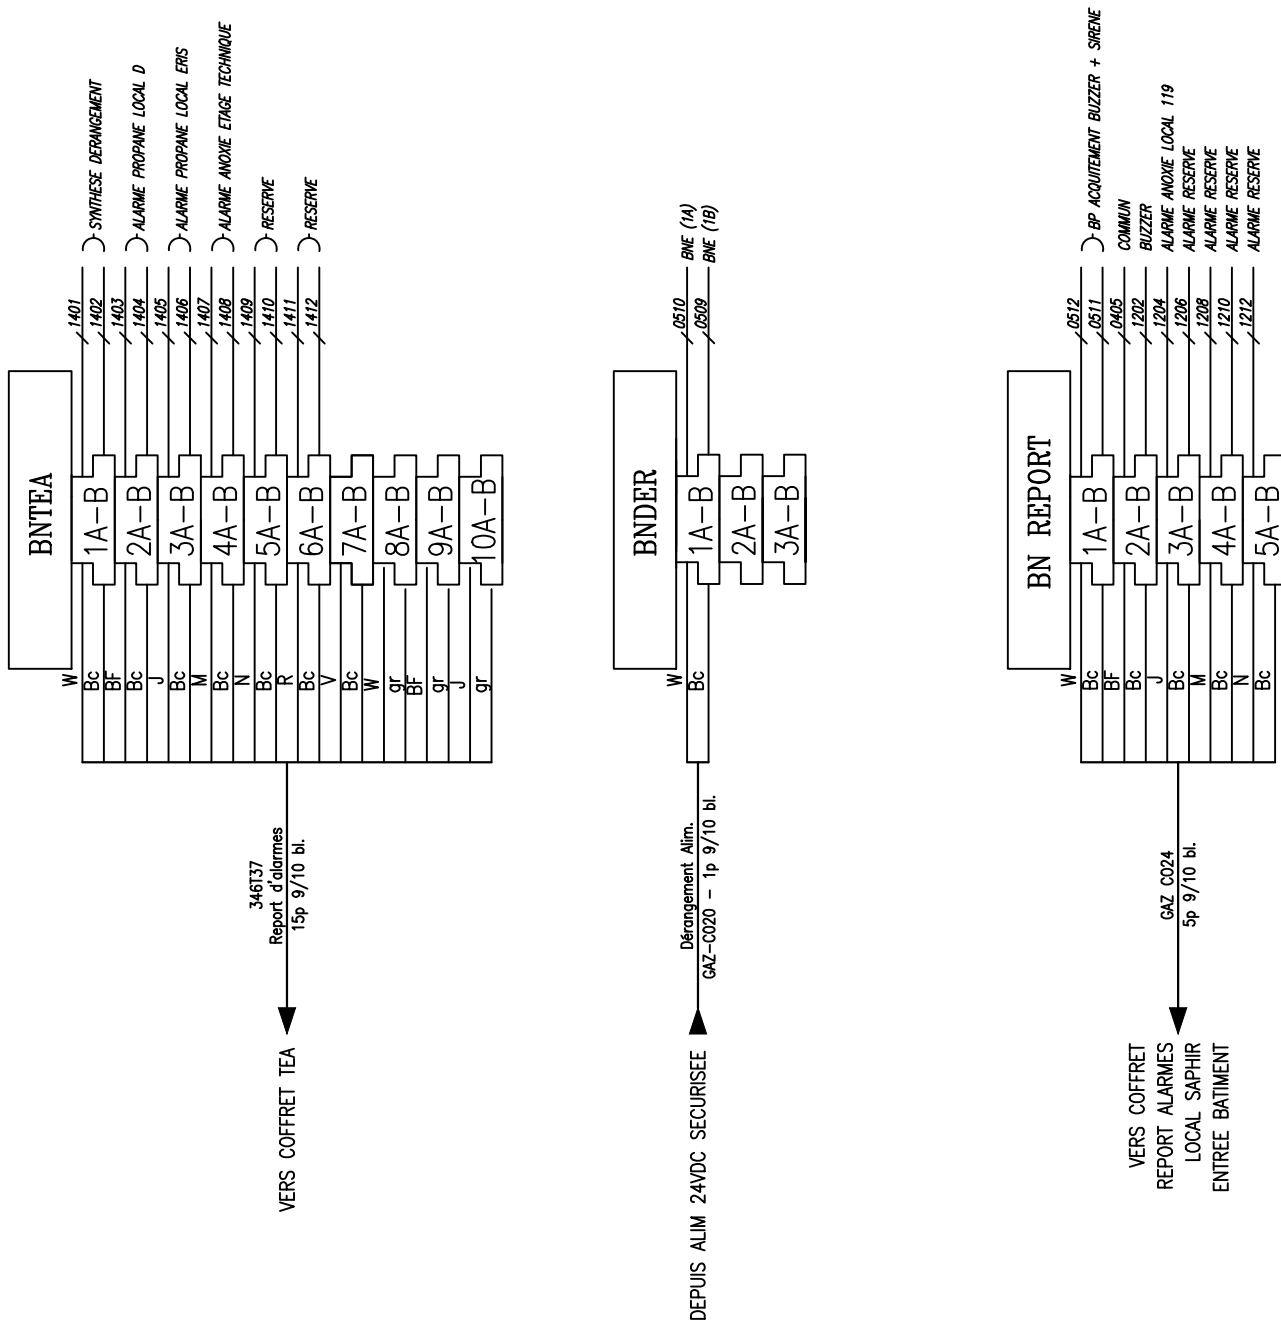 BNTEA
1401
1402
1403
1404
1405
1406
1407
1408
1409
1410
1411
1412
SYNTHESE DERANGEMENT
ALARME PROPANE LOCAL D
ALARME PROPANE LOCAL ERIS
ALARME ANOXIE ETAGE TECHNIQUE
RESERVE
RESERVE
1A-B
2A-B
3A-B
4A-B
5A-B
6A-B
7A-B
8A-B
9A-B
10A-B
W
Bc
BF
Bc
J
Bc
M
Bc
N
Bc
R
Bc
V
Bc
W
gr
BF
gr
J
gr
346T37
Report d'alarmes
15p 9/10 bl.
VERS COFFRET TEA
BNDER
0510
0509
BNE (1A)
BNE (1B)
1A-B
2A-B
3A-B
W
Bc
Dérangement Alim.
GAZ-C020 - 1p 9/10 bl.
DEPUIS ALIM 24VDC SECURISEE
BN REPORT
0512
0511
0405
1202
1204
1206
1208
1210
1212
BP ACQUITEMENT BUZZER + SIRENE
COMMUN
BUZZER
ALARME ANOXIE LOCAL 119
ALARME RESERVE
ALARME RESERVE
ALARME RESERVE
ALARME RESERVE
1A-B
2A-B
3A-B
4A-B
5A-B
W
Bc
BF
Bc
J
Bc
M
Bc
N
Bc
GAZ C024
5p 9/10 bl.
VERS COFFRET
REPORT ALARMES
LOCAL SAPHIR
ENTREE BATIMENT